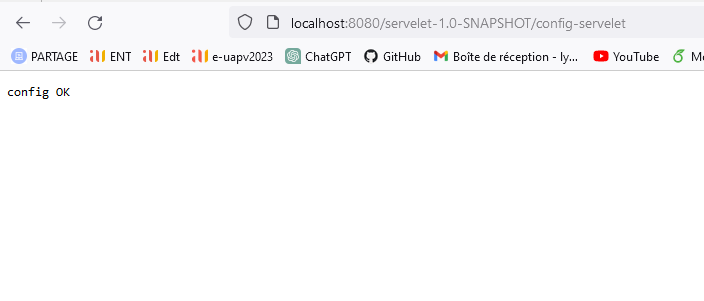 localhost:8080/servelet-1.0-SNAPSHOT/config-servelet
PARTAGE ENT Edt e-uapv2023 ChatGPT GitHub Boîte de réception - ly... YouTube
config OK